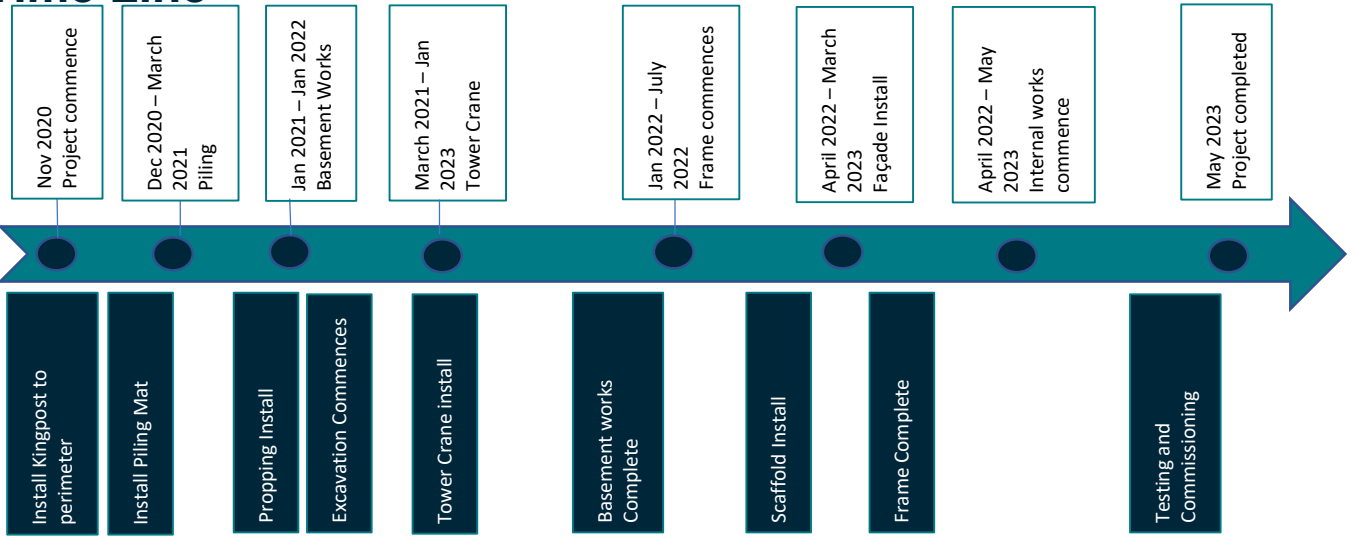 Time Line
Nov 2020
Project commence
Dec 2020 – March
2021
Piling
Jan 2021 – Jan 2022
Basement Works
March 2021 – Jan
2023
Tower Crane
Jan 2022 – July
2022
Frame commences
April 2022 – March
2023
Façade Install
April 2022 – May
2023
Internal works
commence
May 2023
Project completed
Install Kingpost to
perimeter
Install Piling Mat
Propping Install
Excavation Commences
Tower Crane install
Basement works
Complete
Scaffold Install
Frame Complete
Testing and
Commissioning